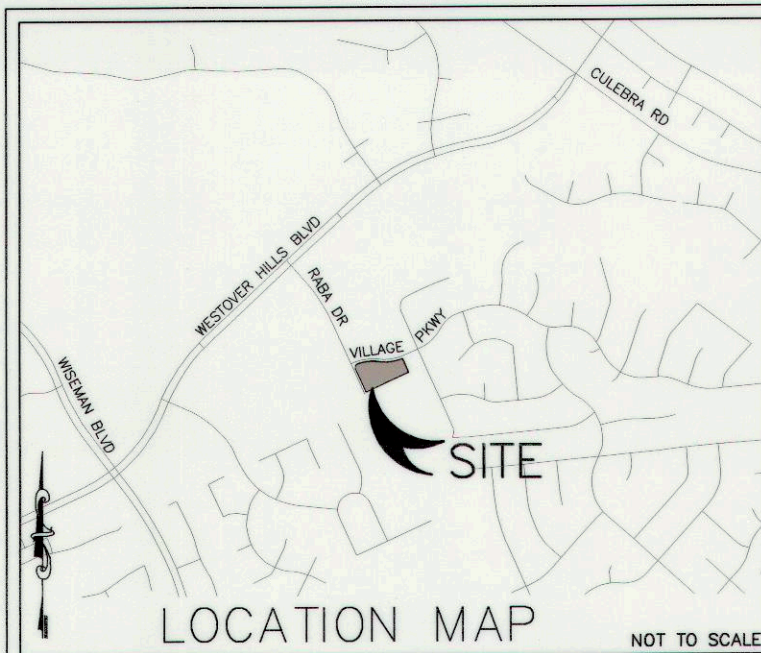 CULEBRA RD
WESTOVER HILLS BLVD
RABA DR
VILLAGE PKWY
WISEMAN BLVD
SITE
LOCATION MAP
NOT TO SCALE